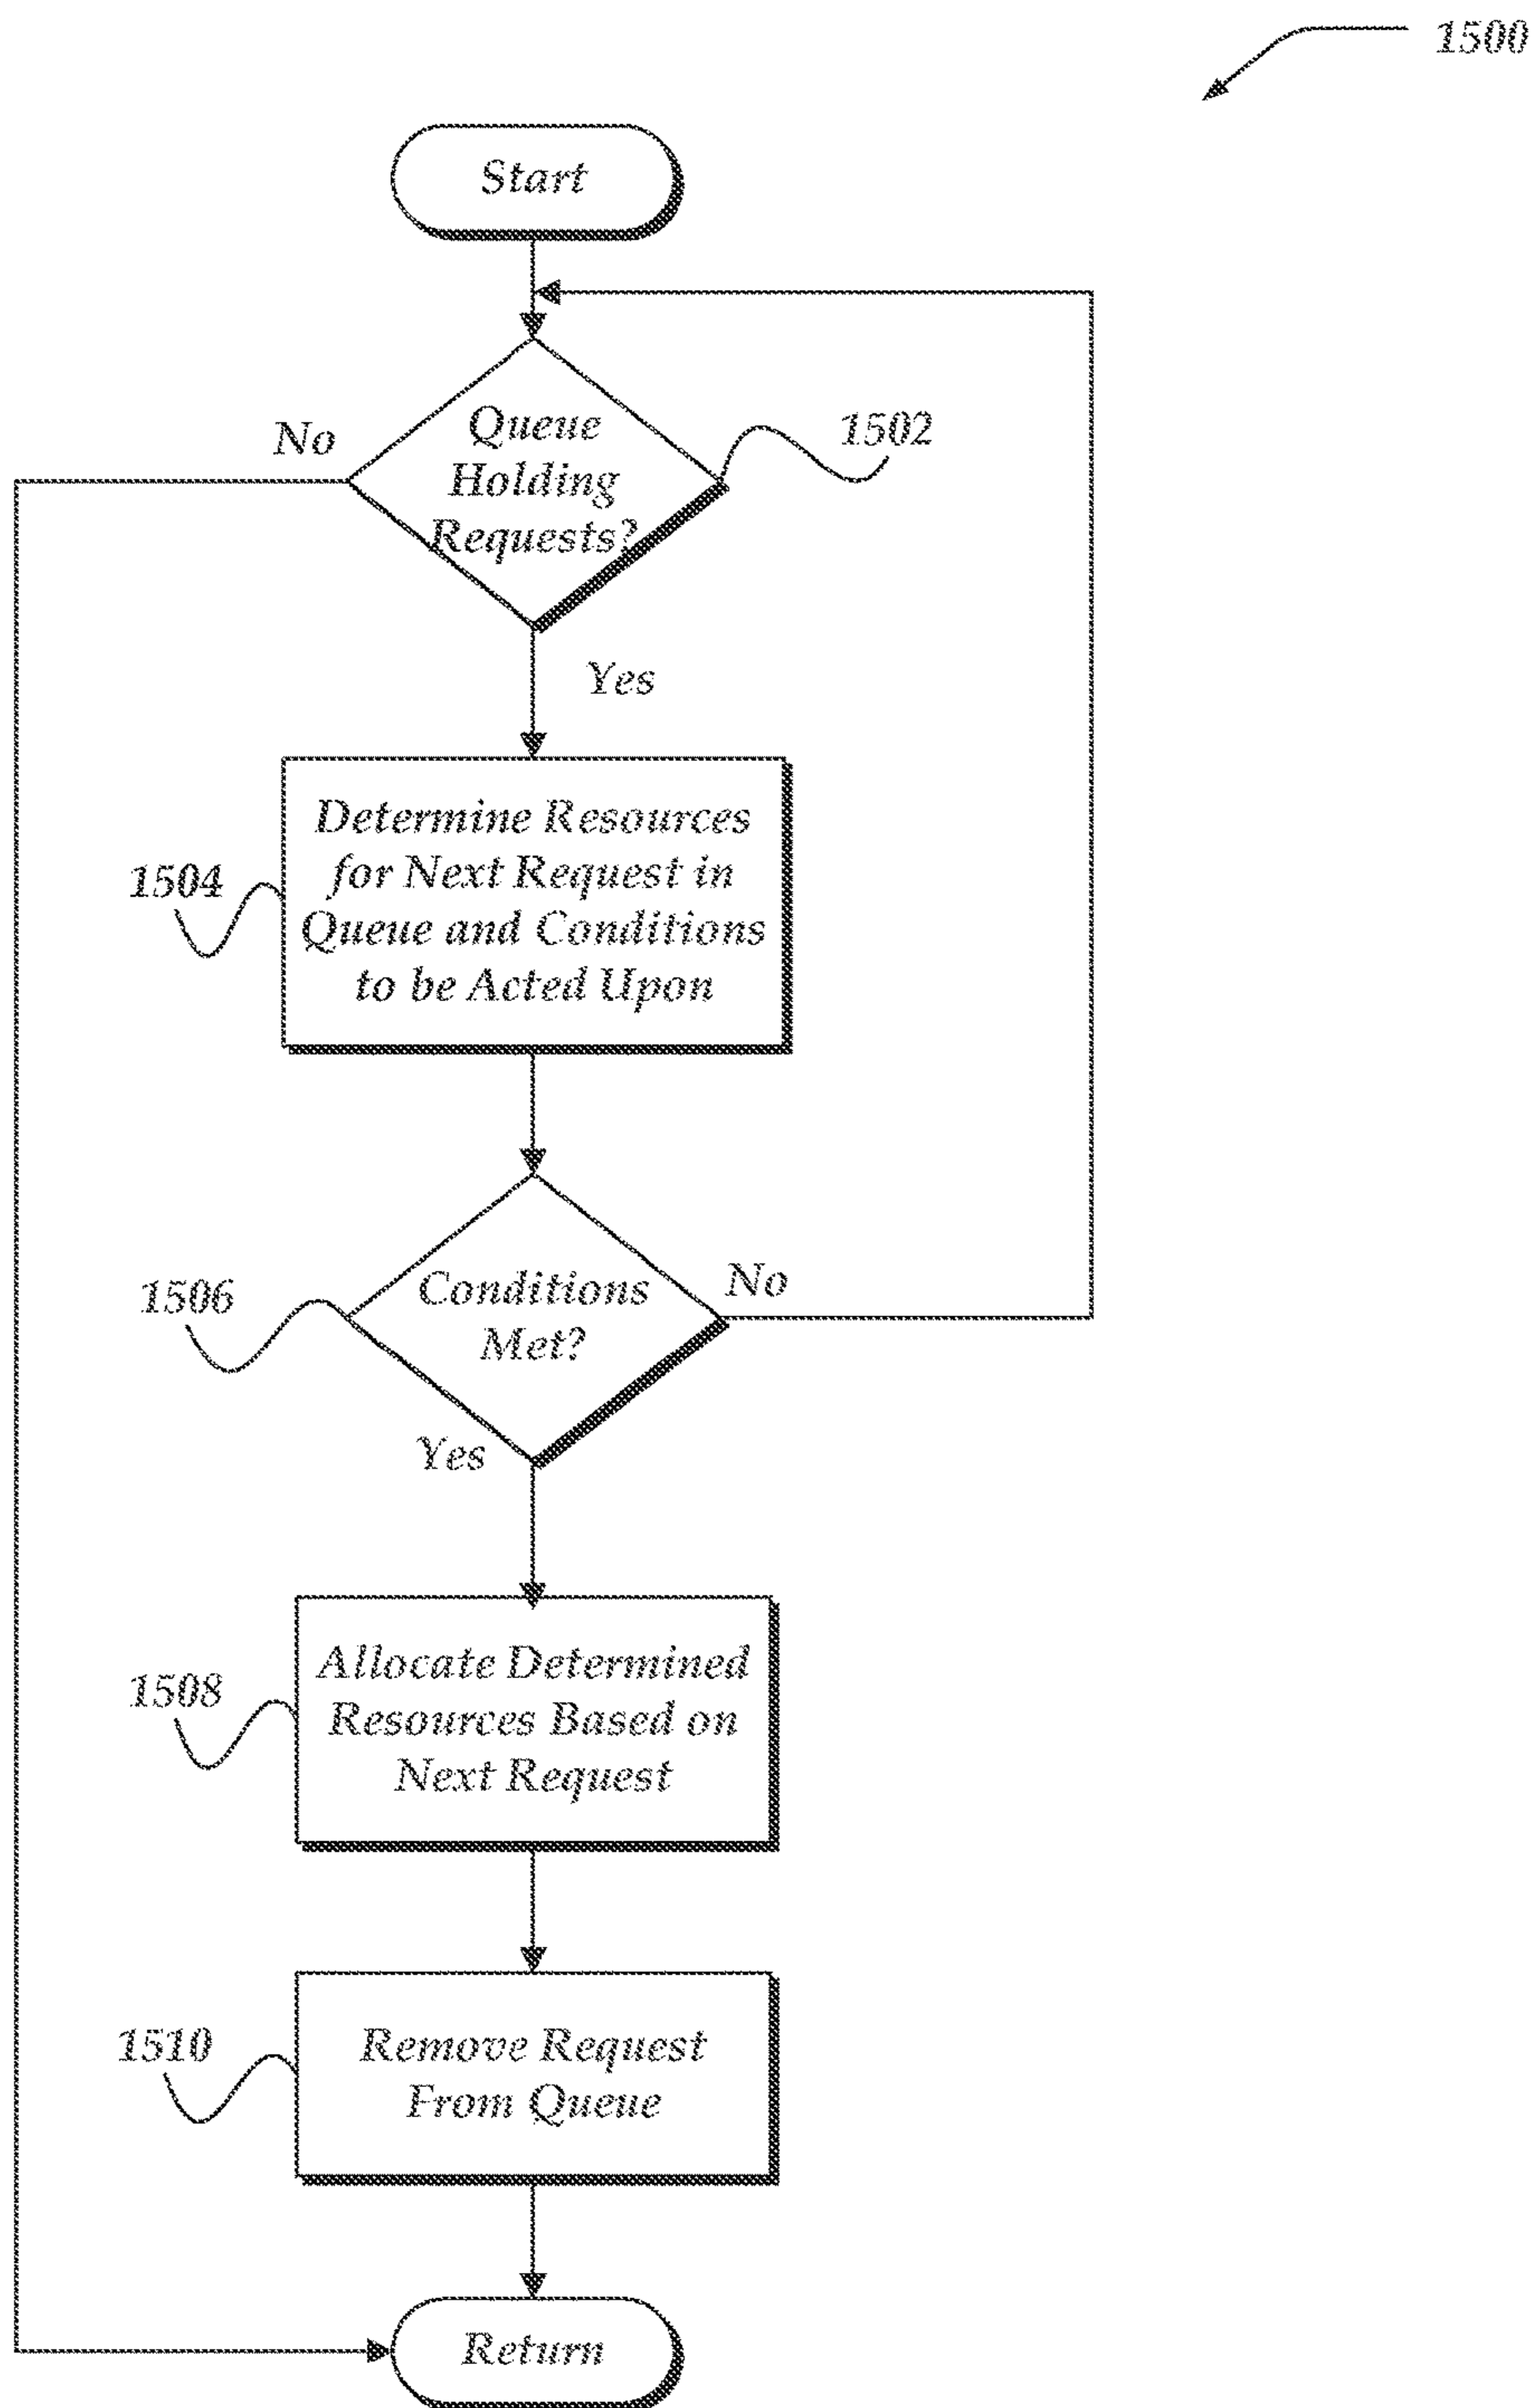 1500
Start
No
Queue
Holding
Requests?
1502
Yes
Determine Resources
for Next Request in
Queue and Conditions
to be Acted Upon
1504
1506
Conditions
Met?
No
Yes
Allocate Determined
Resources Based on
Next Request
1508
1510
Remove Request
From Queue
Return